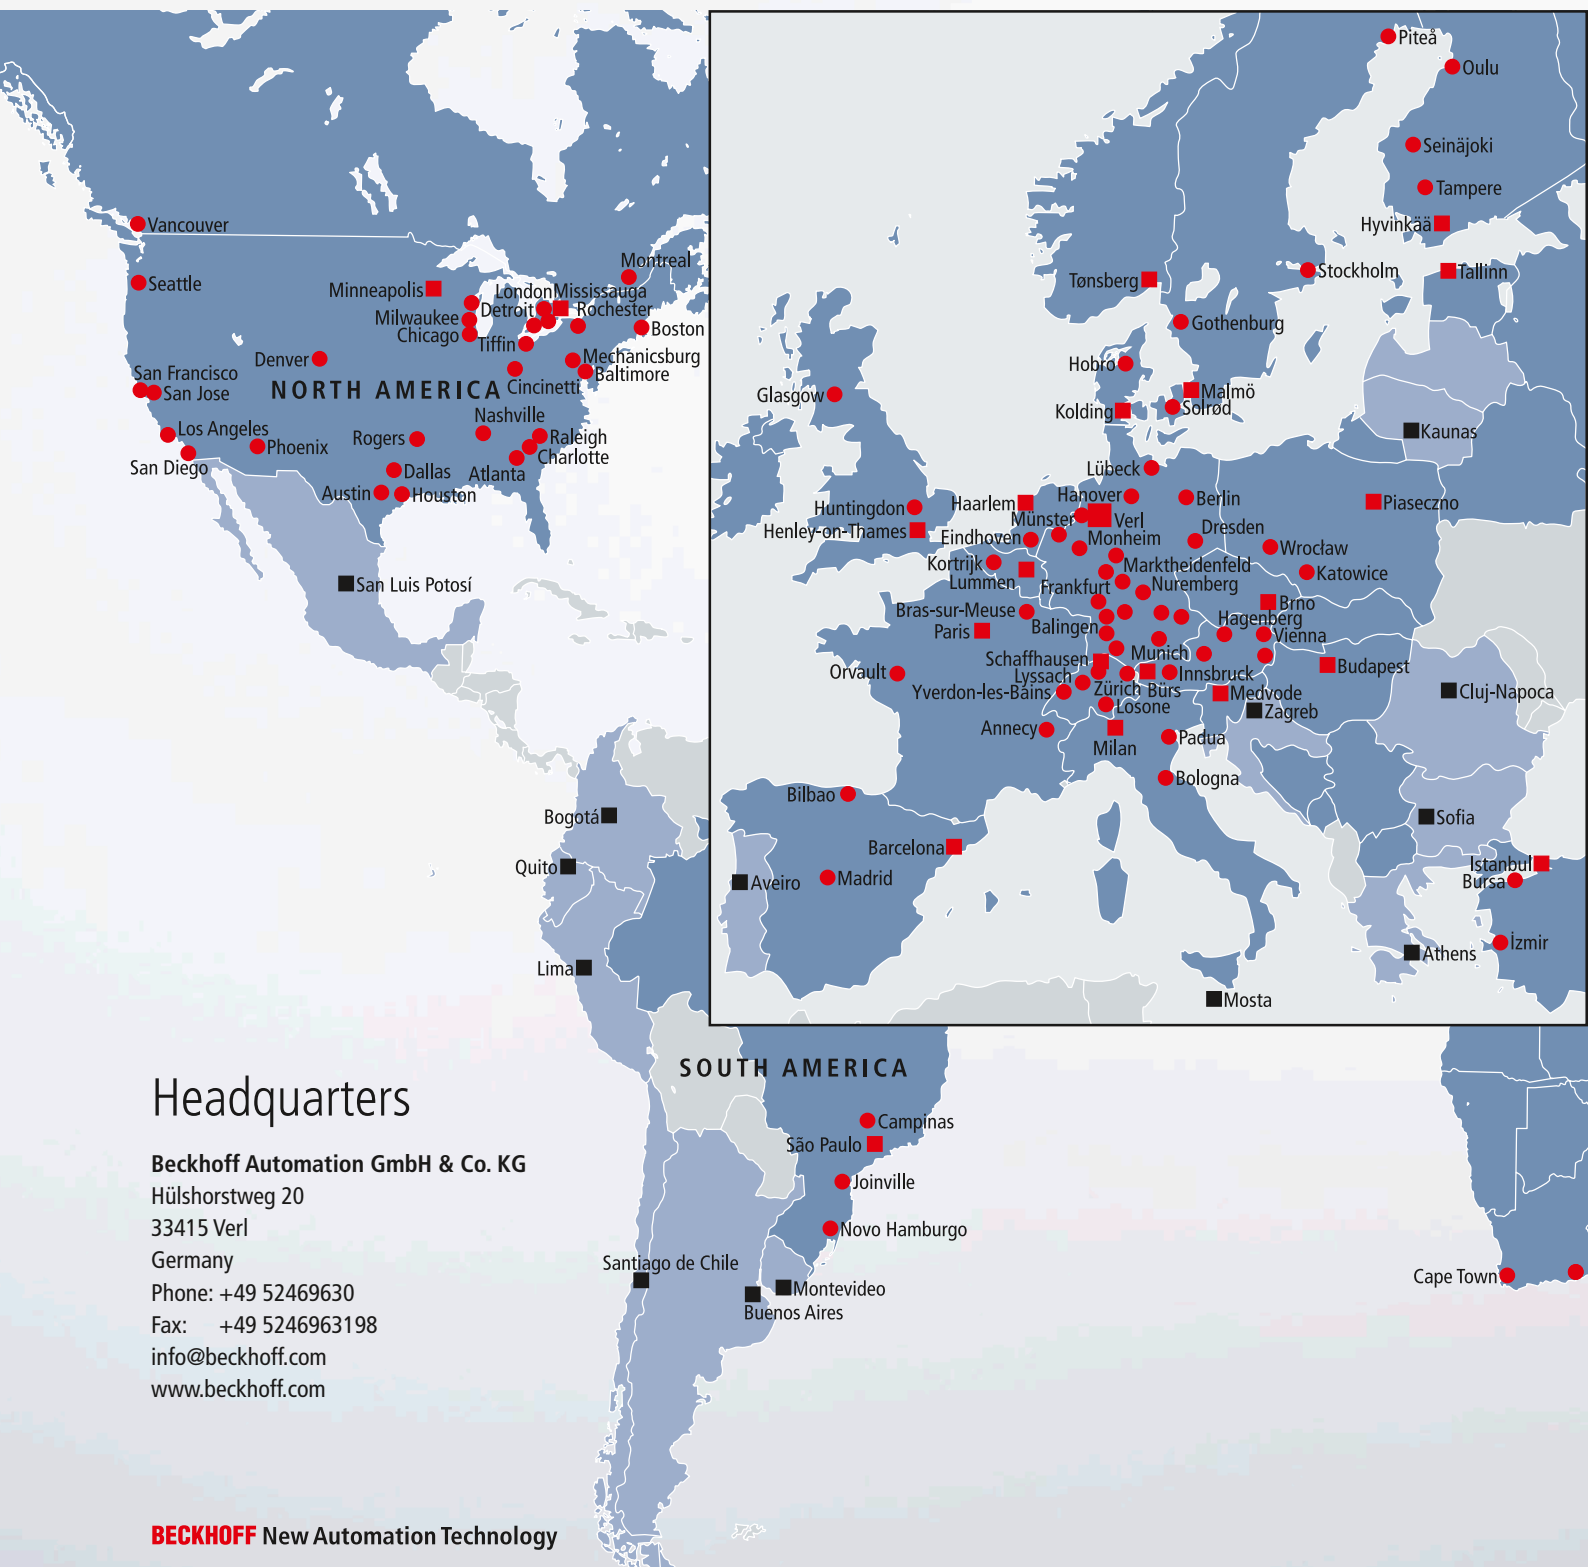 Vancouver
Seattle
Montreal
Minneapolis
London
Mississauga
Milwaukee
Detroit
Rochester
Chicago
Tiffin
Boston
Denver
Mechanicsburg
Baltimore
San Francisco
San Jose
NORTH AMERICA
Cincinetti
Nashville
Los Angeles
Phoenix
Rogers
Raleigh
Charlotte
San Diego
Dallas
Atlanta
Austin
Houston
San Luis Potosí
Bogotá
Quito
Lima
SOUTH AMERICA
Campinas
São Paulo
Joinville
Novo Hamburgo
Santiago de Chile
Montevideo
Buenos Aires
Cape Town
Piteå
Oulu
Seinäjoki
Tampere
Hyvinkää
Tønsberg
Stockholm
Tallinn
Gothenburg
Hobro
Glasgow
Malmö
Kolding
Solrød
Kaunas
Lübeck
Huntingdon
Haarlem
Hanover
Berlin
Piaseczno
Henley-on-Thames
Münster
Verl
Eindhoven
Monheim
Dresden
Wrocław
Kortrijk
Lummen
Marktheidenfeld
Katowice
Frankfurt
Nuremberg
Bras-sur-Meuse
Brno
Paris
Balingen
Hagenberg
Vienna
Schaffhausen
Munich
Budapest
Orvault
Lyssach
Innsbruck
Yverdon-les-Bains
Zürich
Bürs
Medvode
Cluj-Napoca
Losone
Zagreb
Annecy
Milan
Padua
Bologna
Bilbao
Sofia
Barcelona
Istanbul
Aveiro
Madrid
Bursa
İzmir
Athens
Mosta
Headquarters
Beckhoff Automation GmbH & Co. KG
Hülshorstweg 20
33415 Verl
Germany
Phone: +49 52469630
Fax: +49 5246963198
info@beckhoff.com
www.beckhoff.com
BECKHOFF New Automation Technology